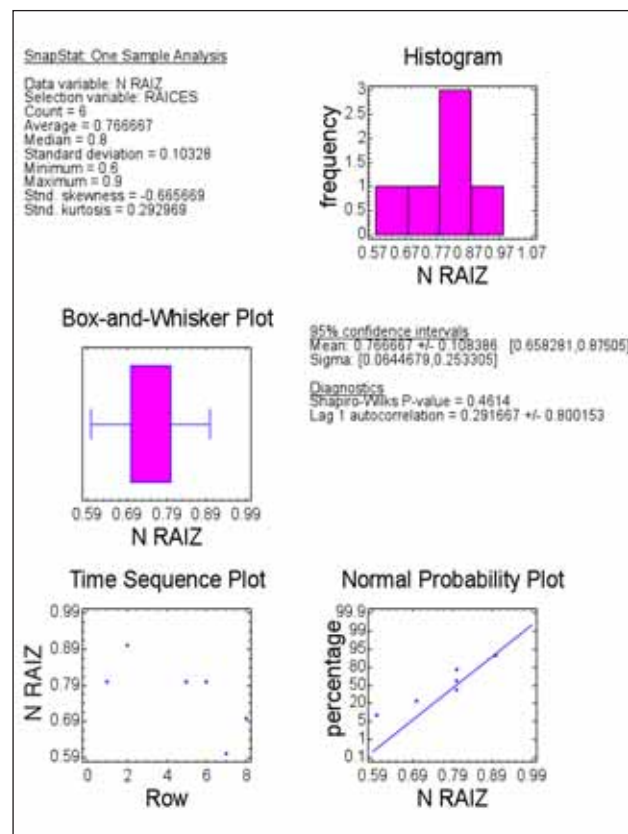 SnapStat: One Sample Analysis
Data variable: N RAIZ
Selection variable: RAICES
Count = 6
Average = 0.766667
Median = 0.8
Standard deviation = 0.10328
Minimum = 0.6
Maximum = 0.9
Stnd. skewness = -0.665669
Stnd. kurtosis = 0.292969
Histogram
frequency
3
2.5
2
1.5
1
0.5
0
0.57 0.67 0.77 0.87 0.97 1.07
N RAIZ
Box-and-Whisker Plot
0.59 0.69 0.79 0.89 0.99
N RAIZ
95% confidence intervals
Mean: 0.766667 +/- 0.108386 [0.658281,0.87505]
Sigma: [0.0644679,0.253305]
Diagnostics
Shapiro-Wilks P-value = 0.4614
Lag 1 autocorrelation = 0.291667 +/- 0.800153
Time Sequence Plot
N RAIZ
0.99
0.89
0.79
0.69
0.59
0 2 4 6 8
Row
Normal Probability Plot
percentage
99.9
99
95
80
50
20
5
1
0.1
0.59 0.69 0.79 0.89 0.99
N RAIZ